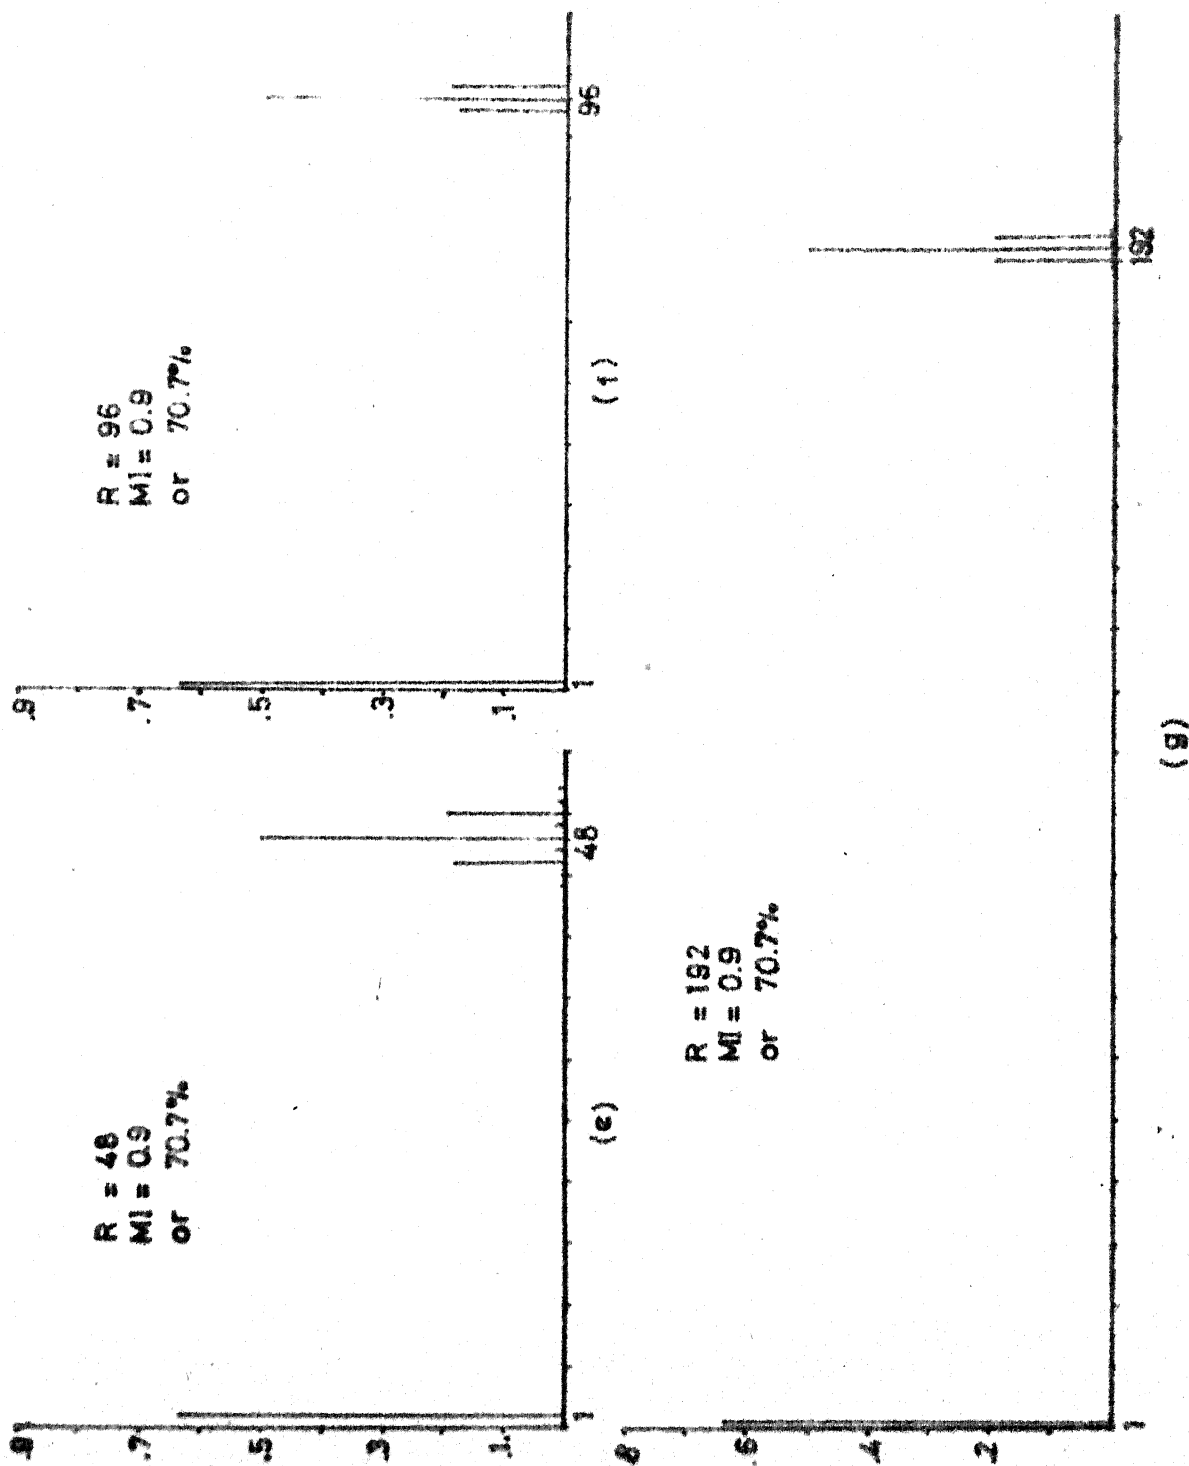 R = 48
MI = 0.9
or 70.7%
.9
.7
.5
.3
.1
1
48
(e)
R = 96
MI = 0.9
or 70.7%
.9
.7
.5
.3
.1
1
96
(f)
R = 192
MI = 0.9
or 70.7%
.8
.6
.4
.2
1
192
(g)